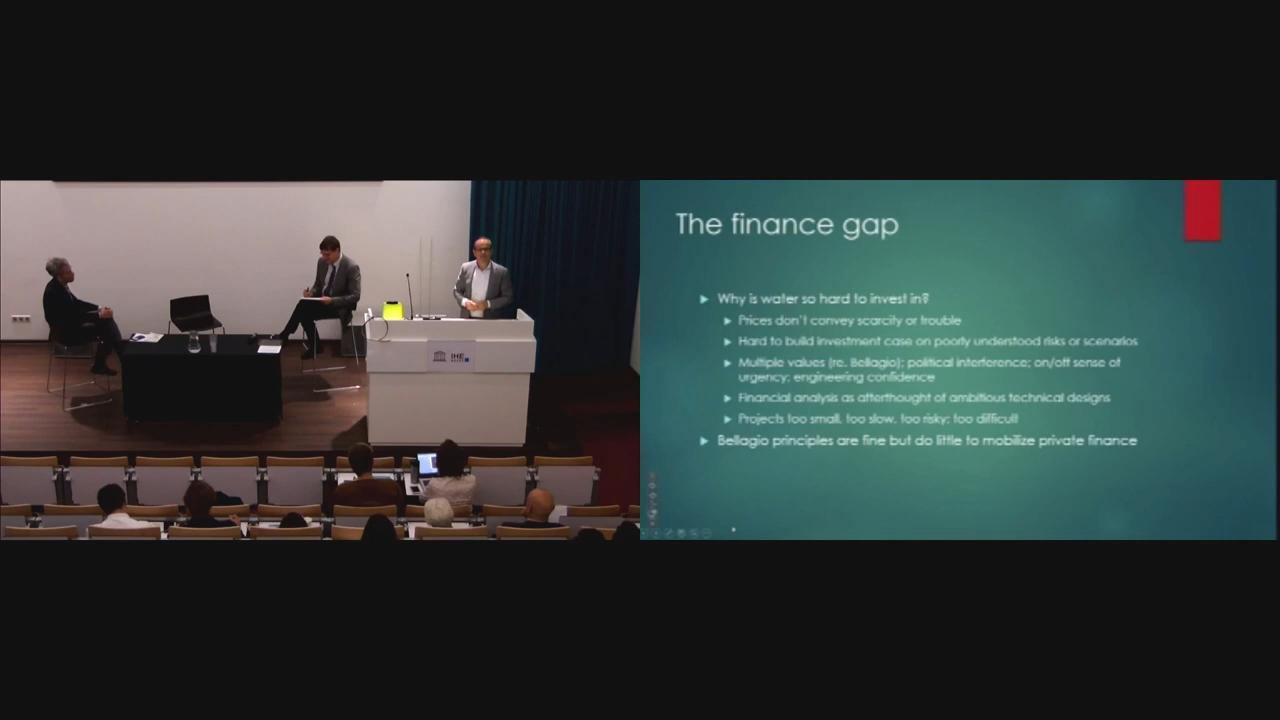 The finance gap
Why is water so hard to invest in?
Prices don't convey scarcity or trouble
Hard to build investment case on poorly understood risks or scenarios
Multiple values (re. Bellagio); political interference; on/off sense of
urgency; engineering confidence
Financial analysis as afterthought of ambitious technical designs
Projects too small, too slow, too risky; too difficult
Bellagio principles are fine but do little to mobilize private finance
IHE